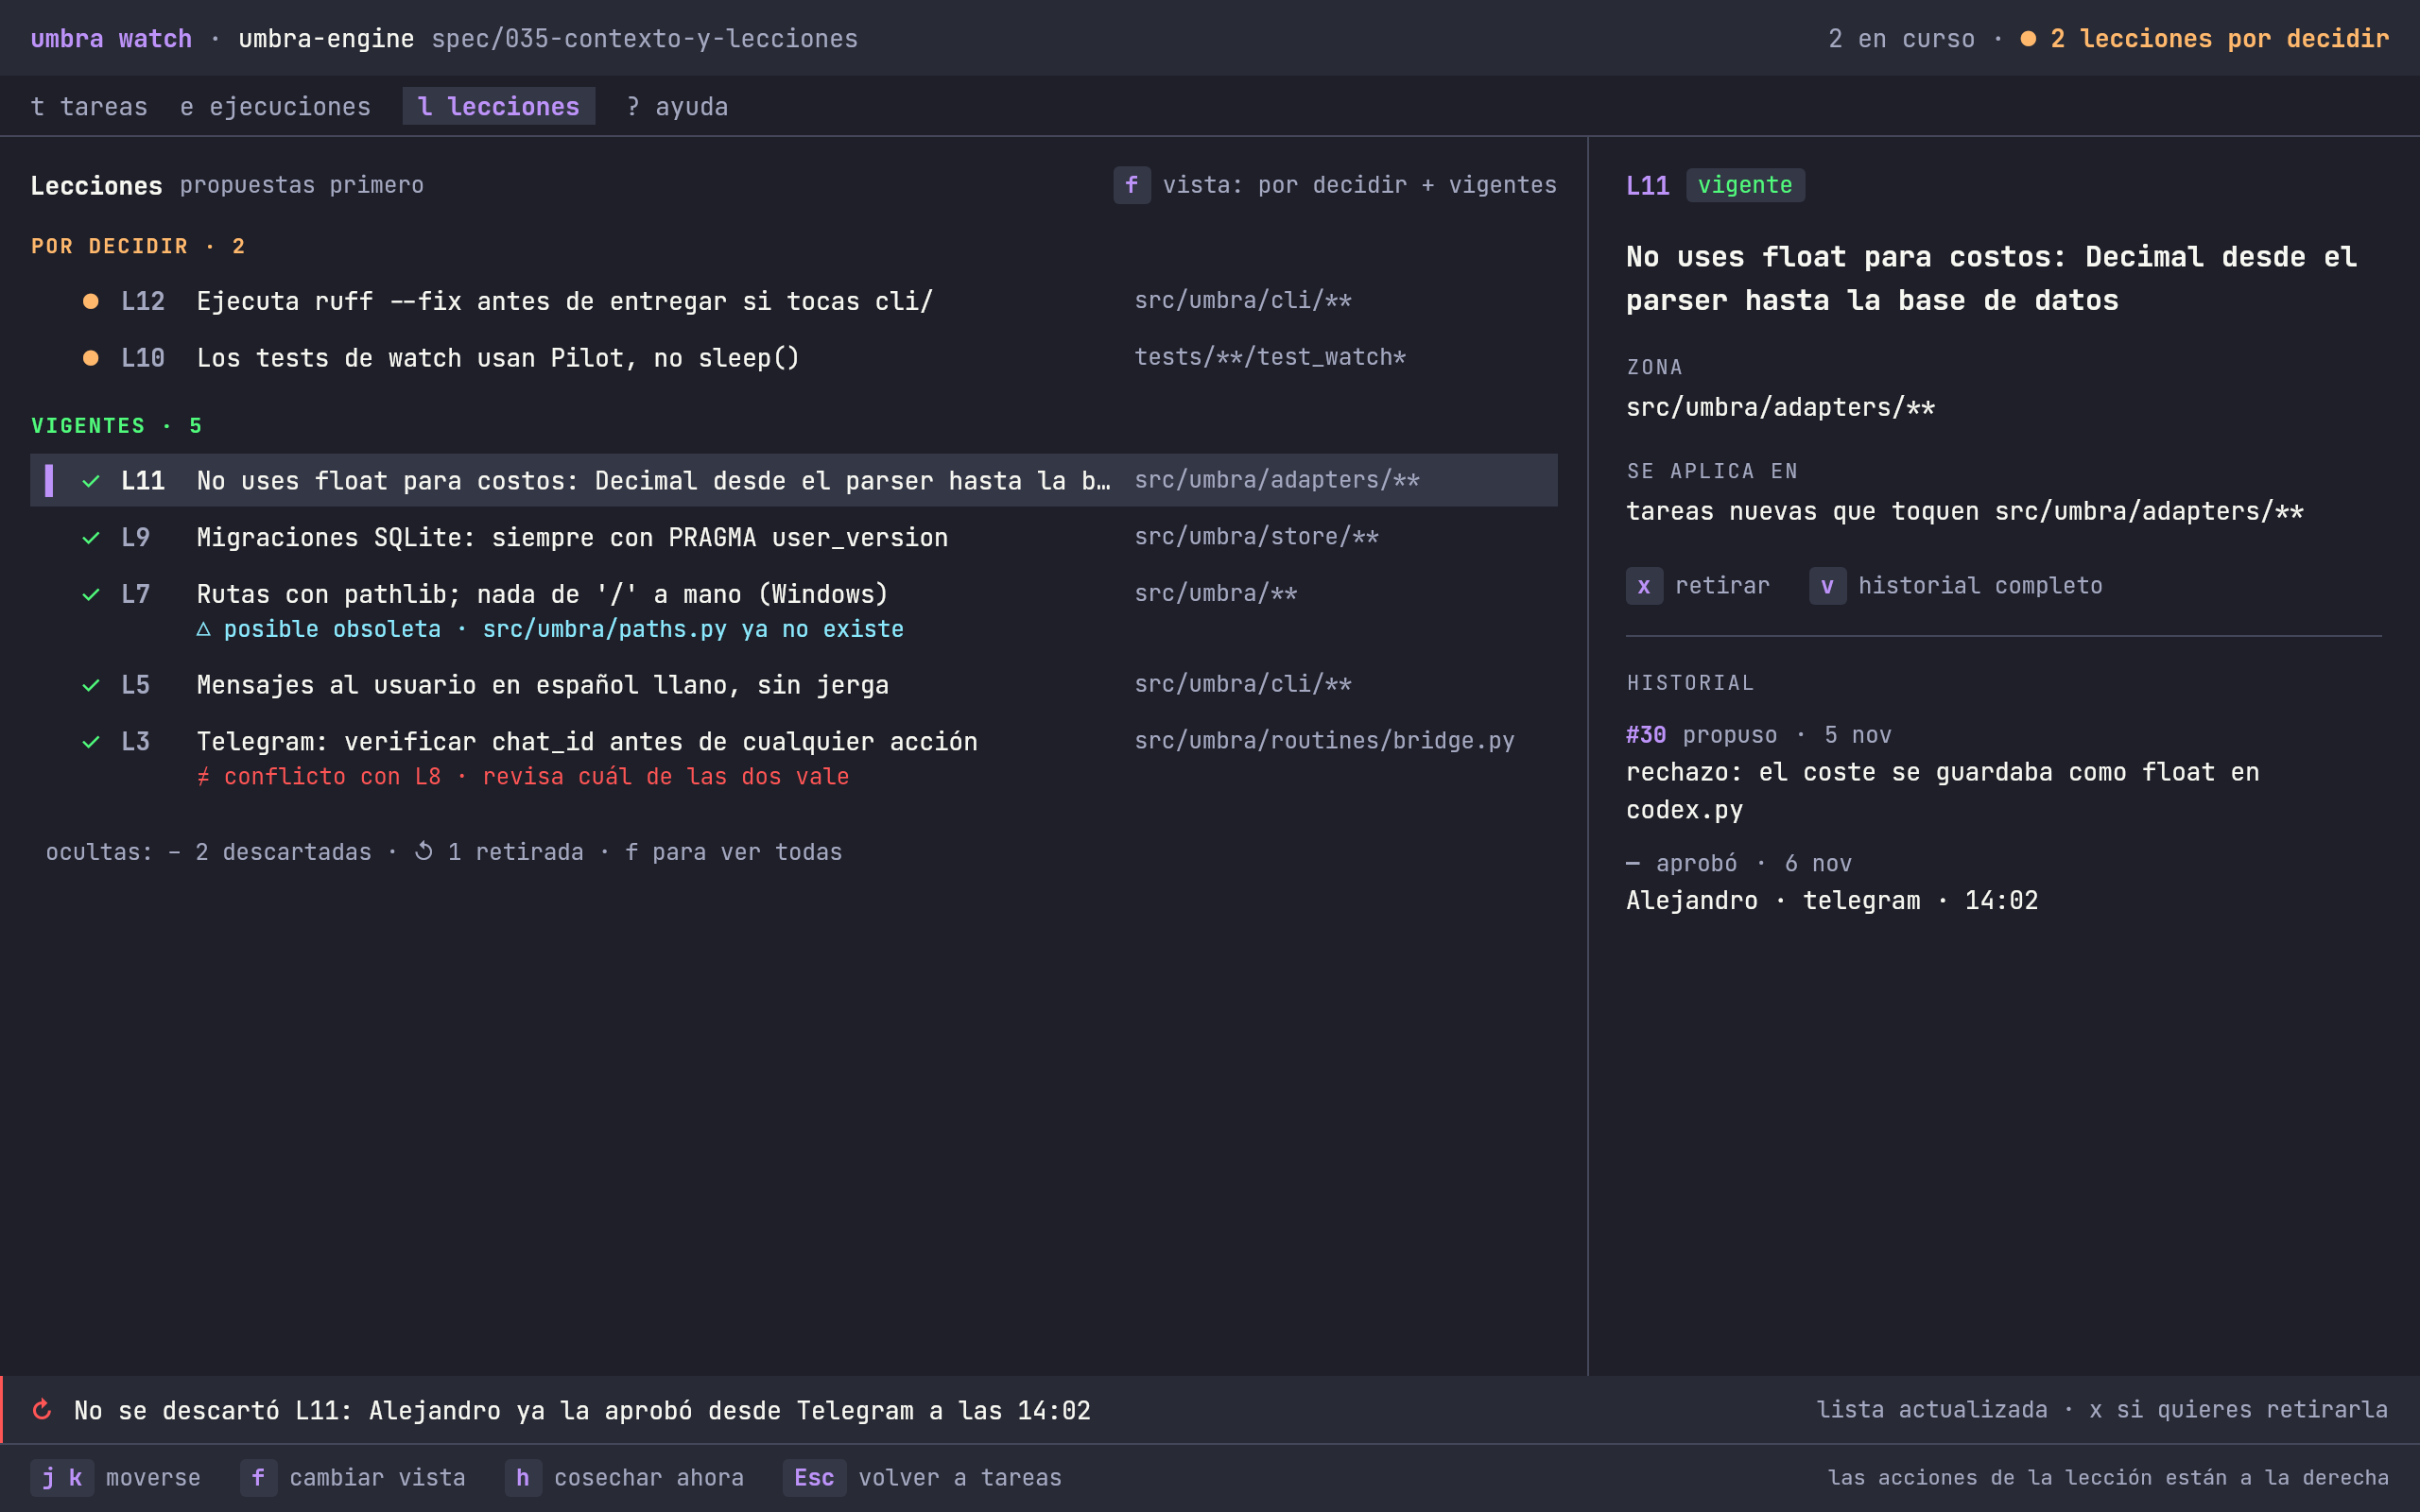 umbra watch · umbra-engine spec/035-contexto-y-lecciones
2 en curso · ● 2 lecciones por decidir
t tareas e ejecuciones l lecciones ? ayuda
Lecciones propuestas primero
f vista: por decidir + vigentes
POR DECIDIR · 2
● L12 Ejecuta ruff --fix antes de entregar si tocas cli/ src/umbra/cli/**
● L10 Los tests de watch usan Pilot, no sleep() tests/**/test_watch*
VIGENTES · 5
✓ L11 No uses float para costos: Decimal desde el parser hasta la b… src/umbra/adapters/**
✓ L9 Migraciones SQLite: siempre con PRAGMA user_version src/umbra/store/**
✓ L7 Rutas con pathlib; nada de '/' a mano (Windows) src/umbra/**
△ posible obsoleta · src/umbra/paths.py ya no existe
✓ L5 Mensajes al usuario en español llano, sin jerga src/umbra/cli/**
✓ L3 Telegram: verificar chat_id antes de cualquier acción src/umbra/routines/bridge.py
≠ conflicto con L8 · revisa cuál de las dos vale
ocultas: – 2 descartadas · ↺ 1 retirada · f para ver todas
L11 vigente
No uses float para costos: Decimal desde el
parser hasta la base de datos
ZONA
src/umbra/adapters/**
SE APLICA EN
tareas nuevas que toquen src/umbra/adapters/**
x retirar v historial completo
HISTORIAL
#30 propuso · 5 nov
rechazo: el coste se guardaba como float en
codex.py
— aprobó · 6 nov
Alejandro · telegram · 14:02
↻ No se descartó L11: Alejandro ya la aprobó desde Telegram a las 14:02
lista actualizada · x si quieres retirarla
j k moverse f cambiar vista h cosechar ahora Esc volver a tareas
las acciones de la lección están a la derecha